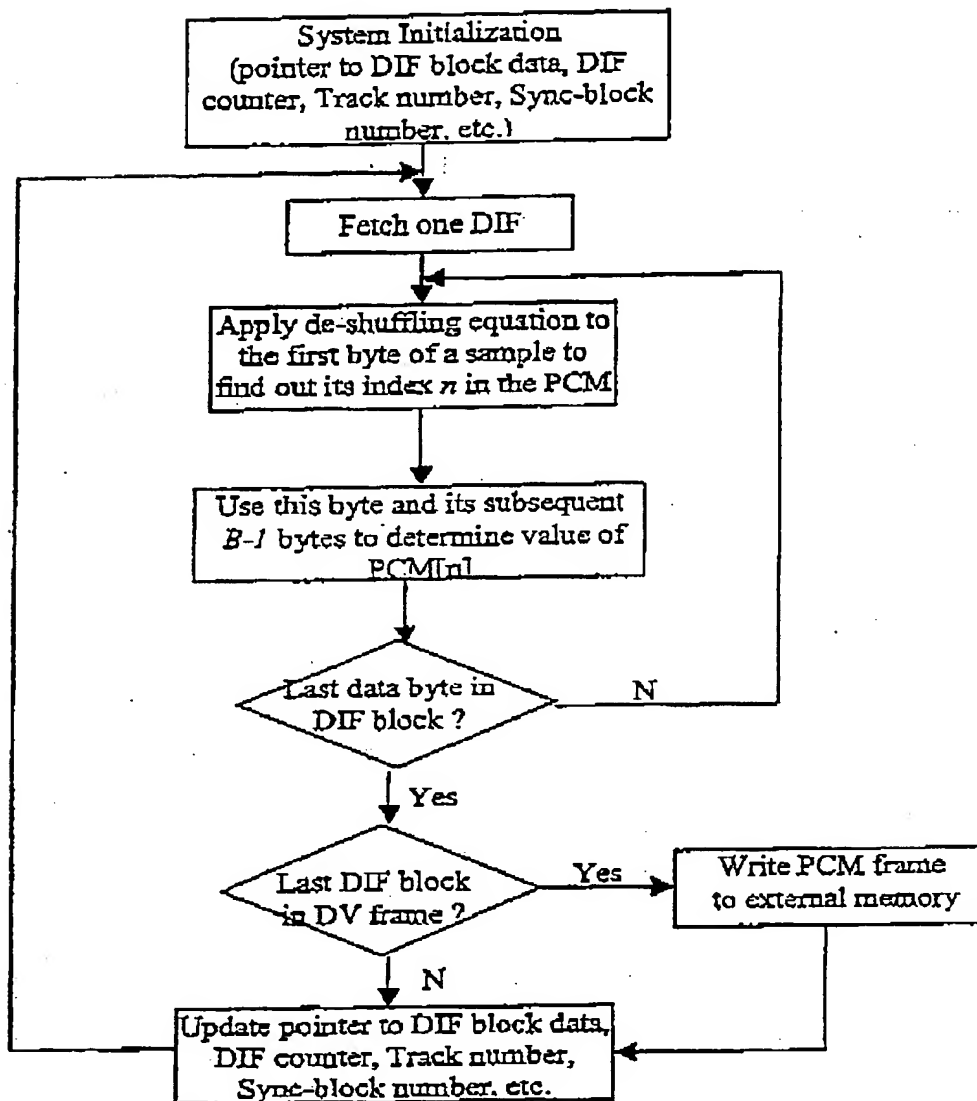 System Initialization
(pointer to DIF block data, DIF
counter, Track number, Sync-block
number, etc.)
Fetch one DIF
Apply de-shuffling equation to
the first byte of a sample to
find out its index n in the PCM
Use this byte and its subsequent
B-1 bytes to determine value of
PCM[n]
Last data byte in
DIF block ?
N
Yes
Last DIF block
in DV frame ?
Yes
Write PCM frame
to external memory
N
Update pointer to DIF block data,
DIF counter, Track number,
Sync-block number, etc.